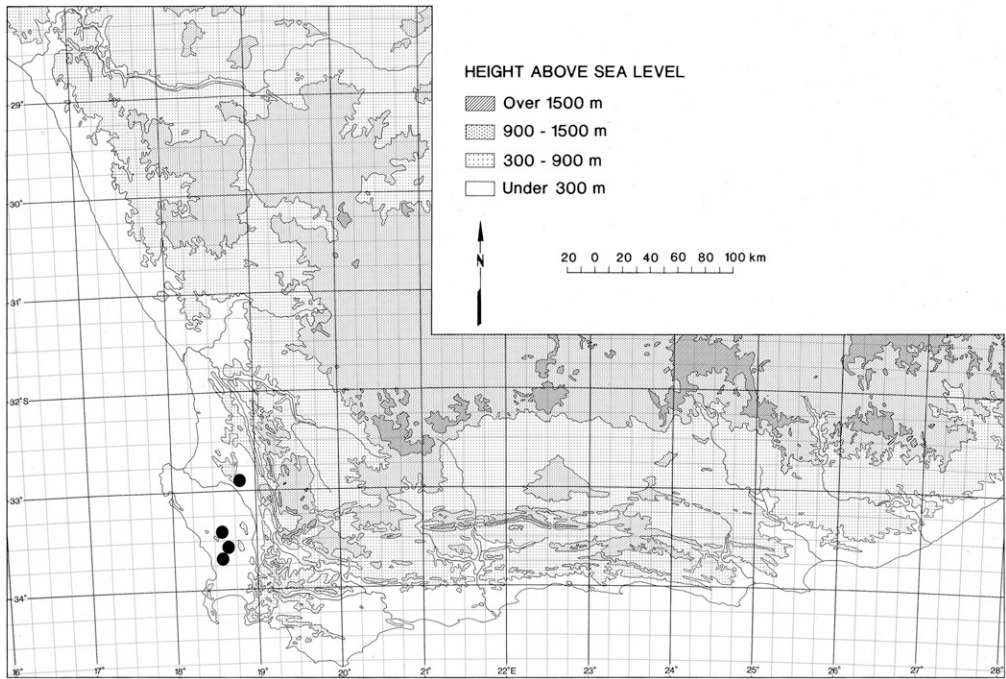 HEIGHT ABOVE SEA LEVEL
Over 1500 m
900 - 1500 m
300 - 900 m
Under 300 m
N
20 0 20 40 60 80 100 km
29°
30°
31°
32°S
33°
34°
16° 17° 18° 19° 20° 21° 22°E 23° 24° 25° 26° 27° 28°